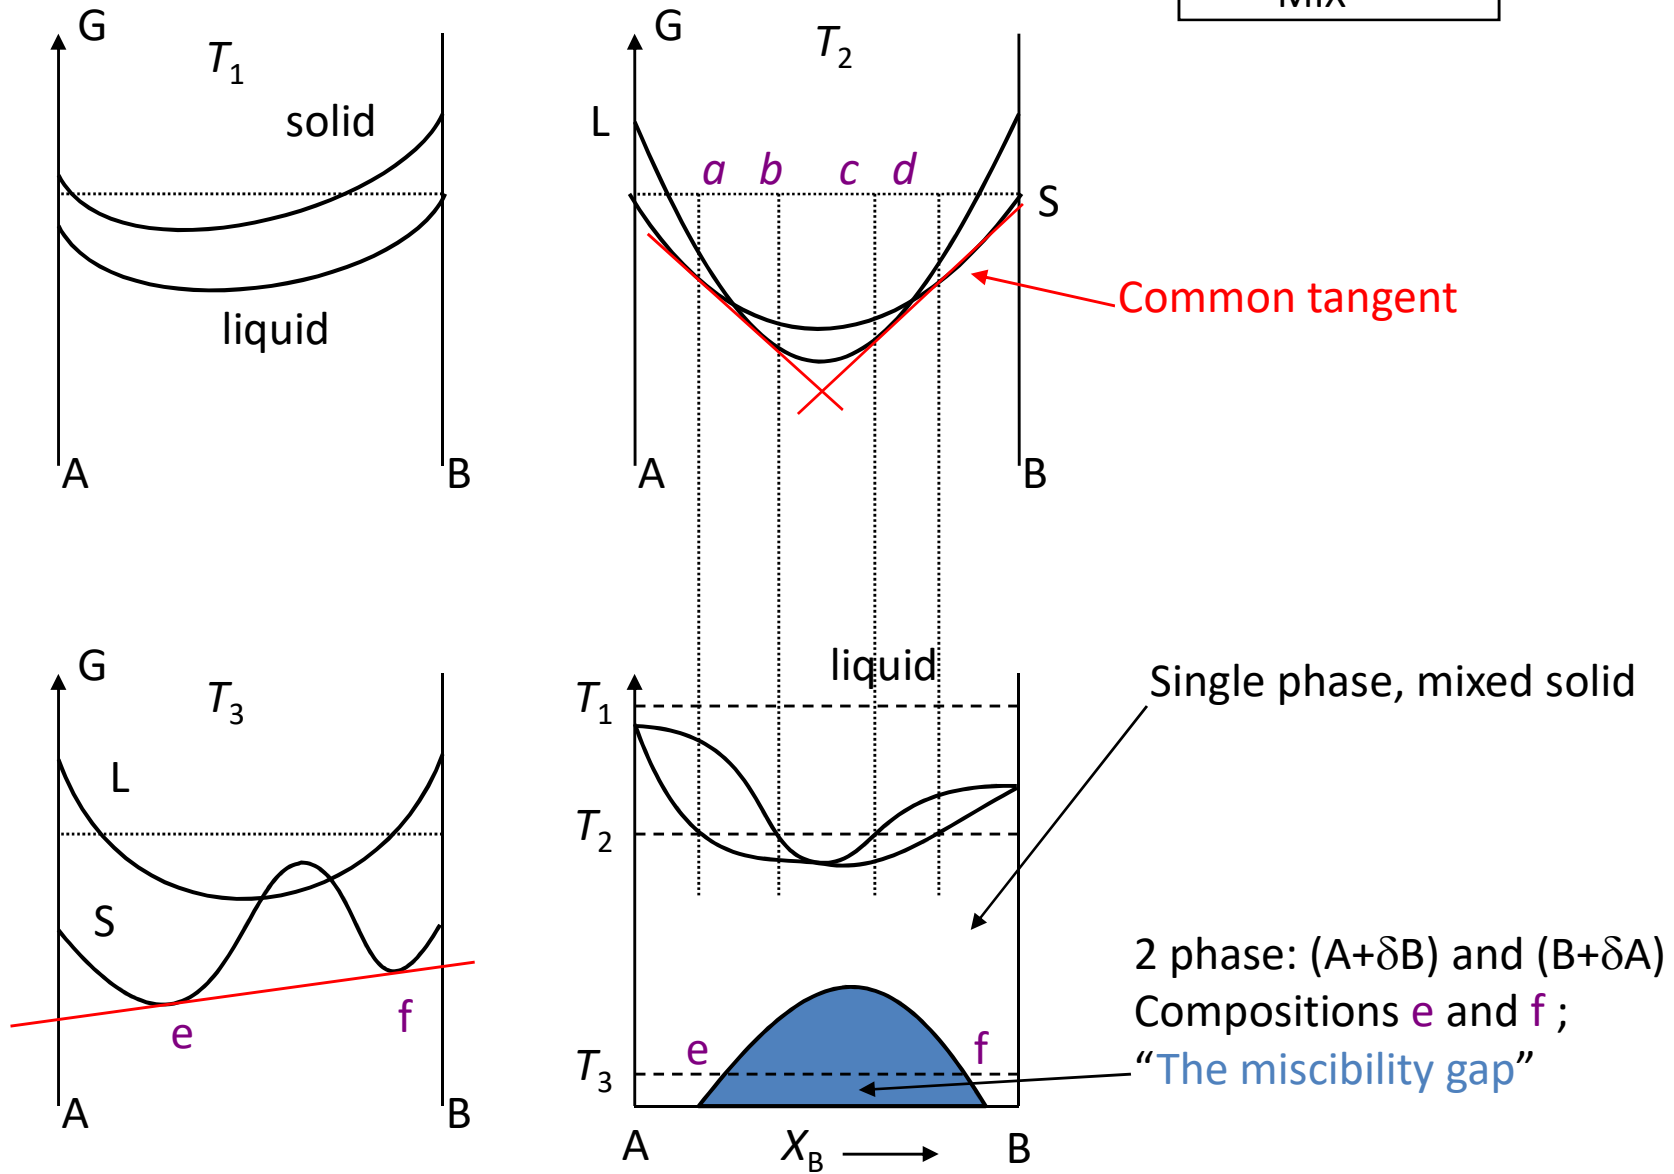 Mix
G
T1
solid
liquid
A
B
G
T2
L
a b c d
S
Common tangent
A
B
G
T3
L
S
e
f
A
B
liquid
T1
T2
T3
e
f
A
XB
B
Single phase, mixed solid
2 phase: (A+δB) and (B+δA)
Compositions e and f ;
“The miscibility gap”